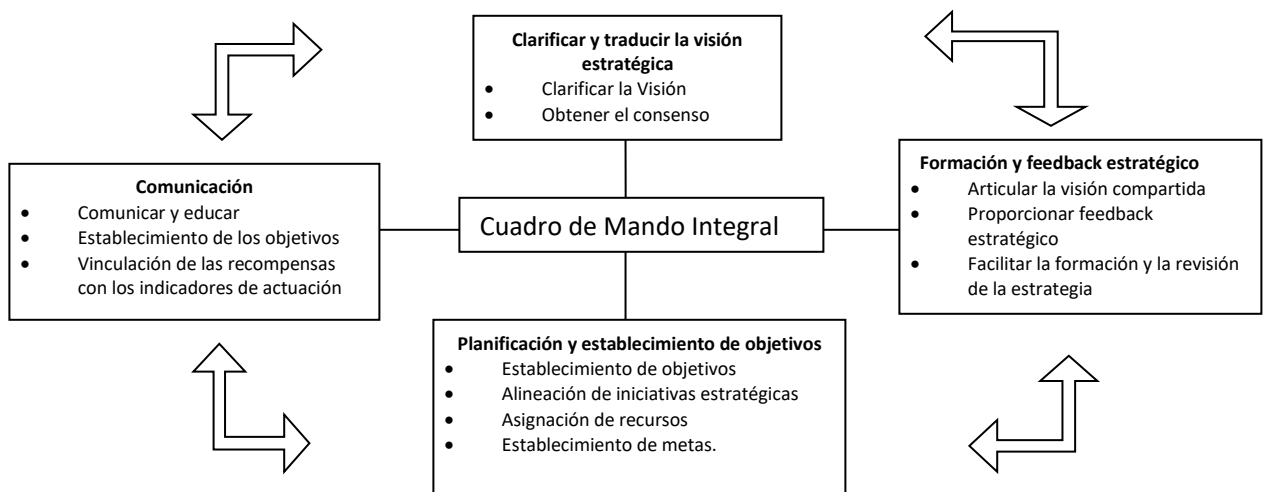 Clarificar y traducir la visión
estratégica
• Clarificar la Visión
• Obtener el consenso
Comunicación
• Comunicar y educar
• Establecimiento de los objetivos
• Vinculación de las recompensas
con los indicadores de actuación
Cuadro de Mando Integral
Formación y feedback estratégico
• Articular la visión compartida
• Proporcionar feedback
estratégico
• Facilitar la formación y la revisión
de la estrategia
Planificación y establecimiento de objetivos
• Establecimiento de objetivos
• Alineación de iniciativas estratégicas
• Asignación de recursos
• Establecimiento de metas.